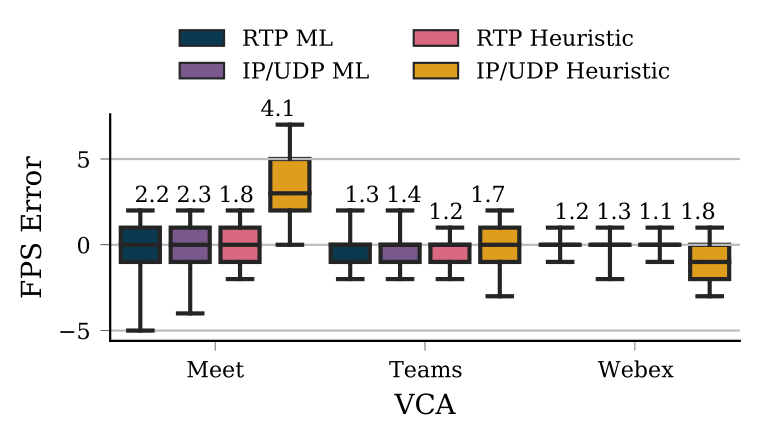 RTP ML RTP Heuristic
IP/UDP ML IP/UDP Heuristic
4.1
5
2.2 2.3 1.8 1.3 1.4 1.7
1.2 1.2 1.3 1.1 1.8
0
−5
FPS Error
Meet Teams Webex
VCA